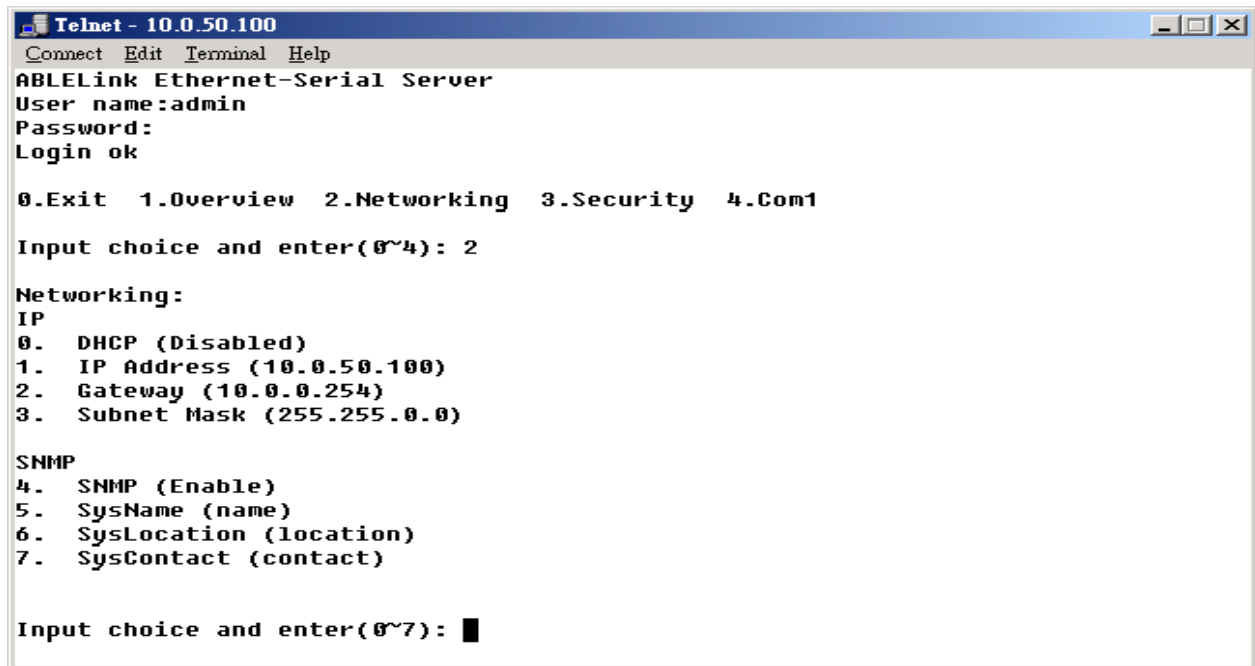 Telnet - 10.0.50.100
Connect Edit Terminal Help
ABLELink Ethernet-Serial Server
User name:admin
Password:
Login ok
0.Exit 1.Overview 2.Networking 3.Security 4.Com1
Input choice and enter(0~4): 2
Networking:
IP
0. DHCP (Disabled)
1. IP Address (10.0.50.100)
2. Gateway (10.0.0.254)
3. Subnet Mask (255.255.0.0)
SNMP
4. SNMP (Enable)
5. SysName (name)
6. SysLocation (location)
7. SysContact (contact)
Input choice and enter(0~7):